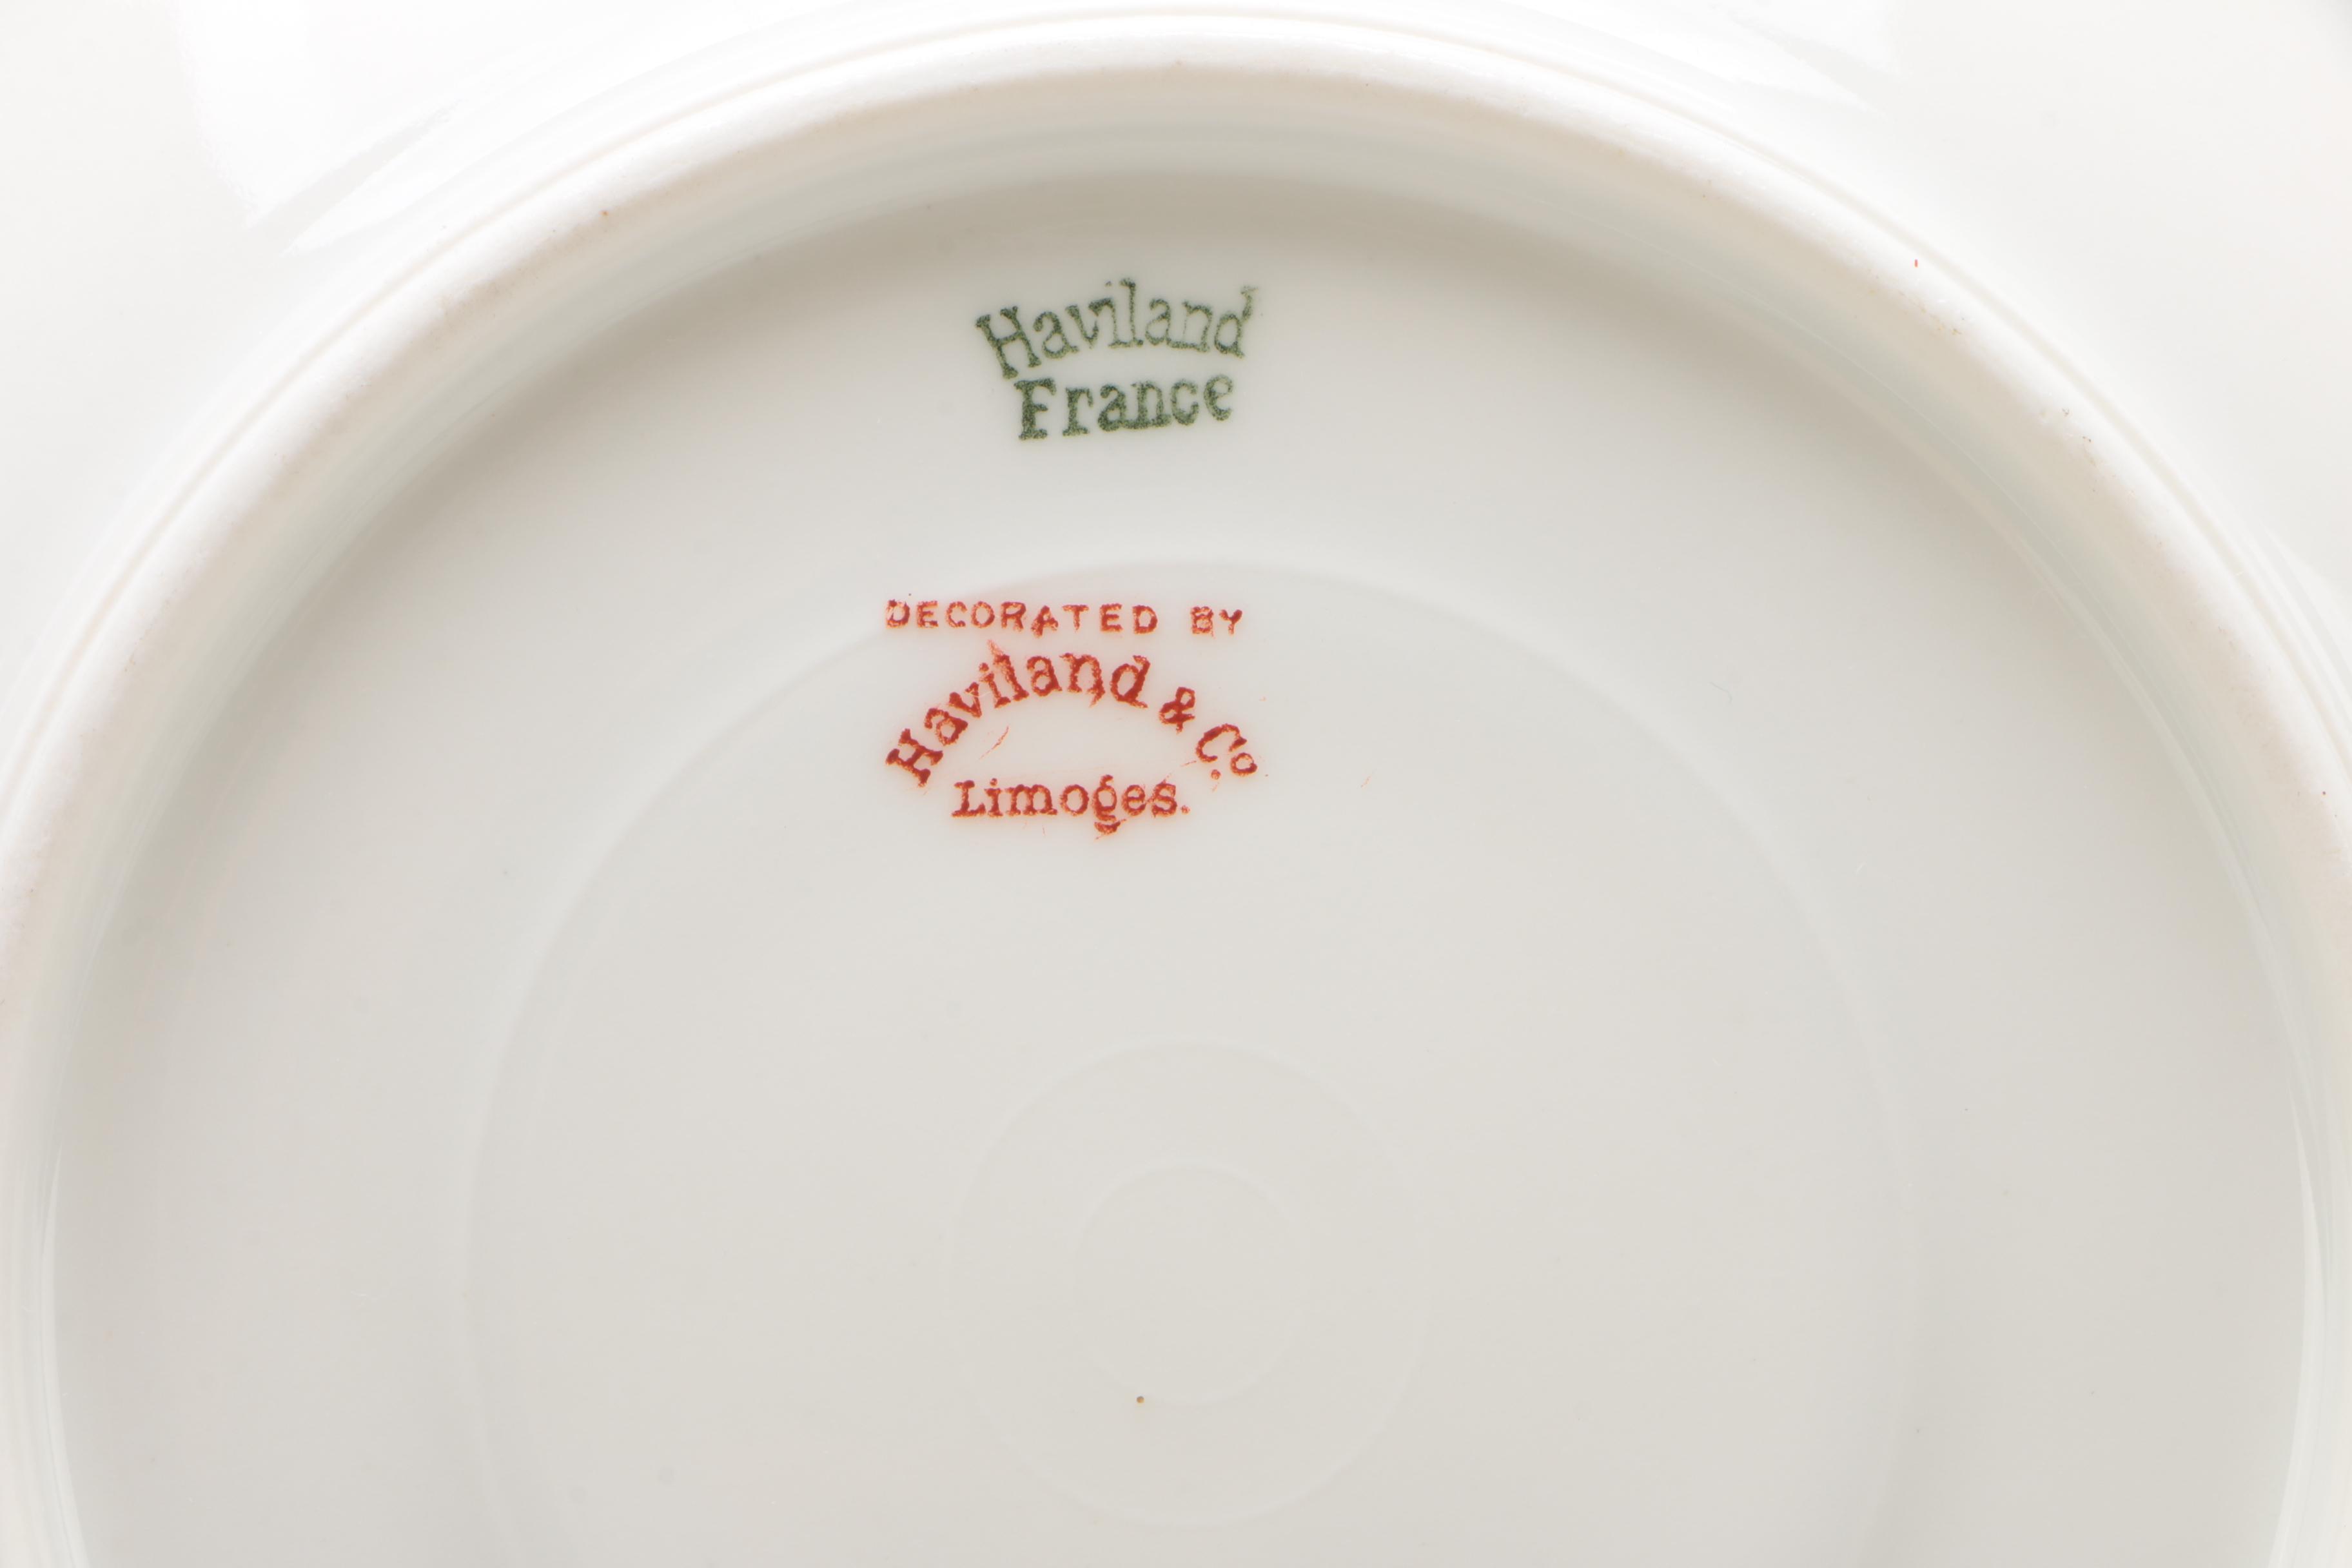 Haviland
France
DECORATED BY
Haviland & Co.
Limoges.